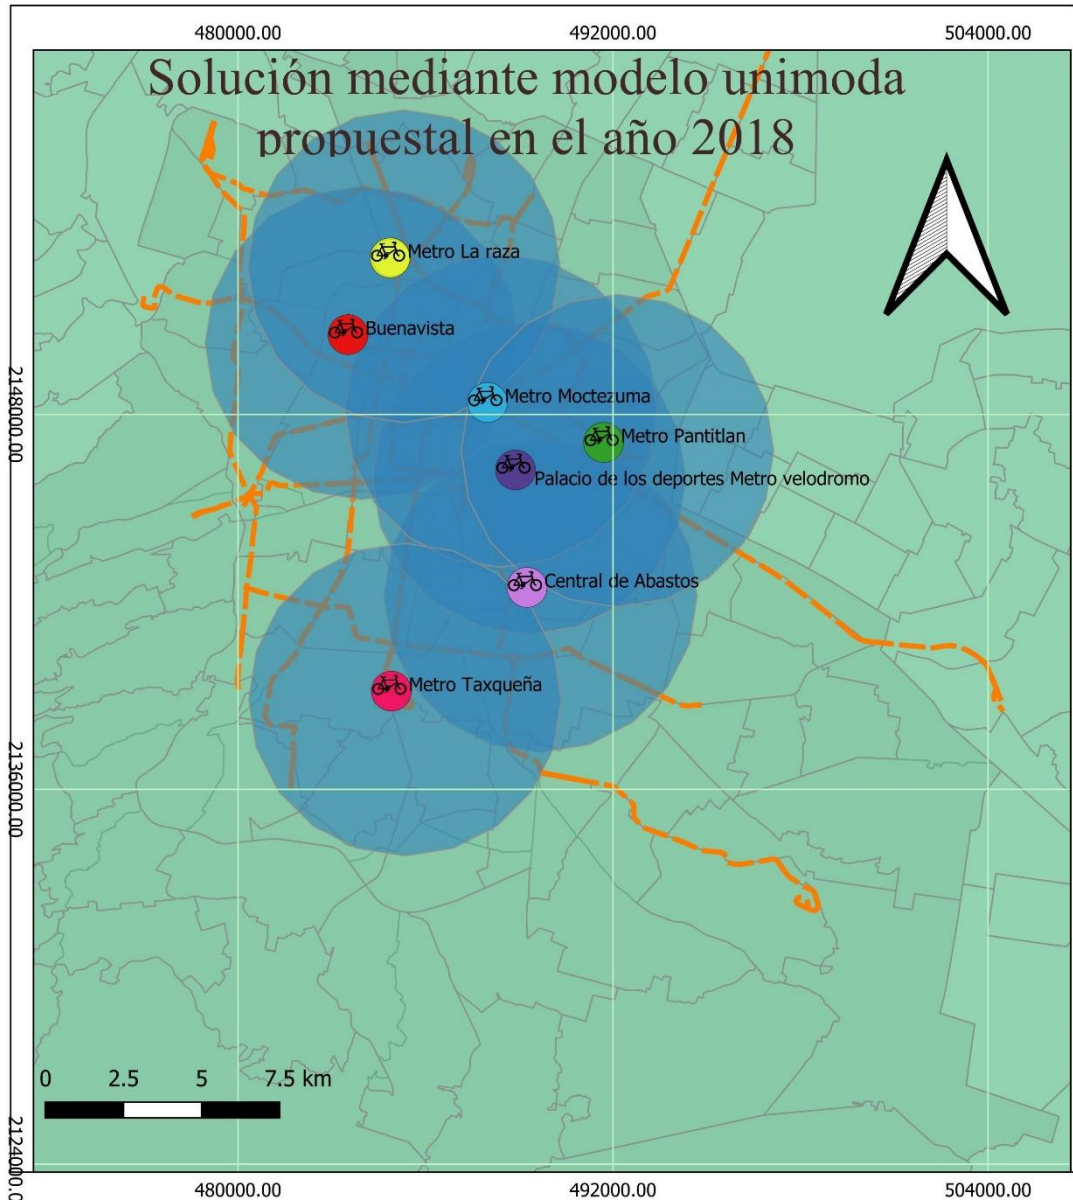 480000.00 492000.00 504000.00
Solución mediante modelo unimoda
propuestal en el año 2018
Metro La raza
Buenavista
Metro Moctezuma
2148000.00
Metro Pantitlan
Palacio de los deportes Metro velodromo
Central de Abastos
Metro Taxqueña
2136000.00
0 2.5 5 7.5 km
2124000.0
480000.00 492000.00 504000.00